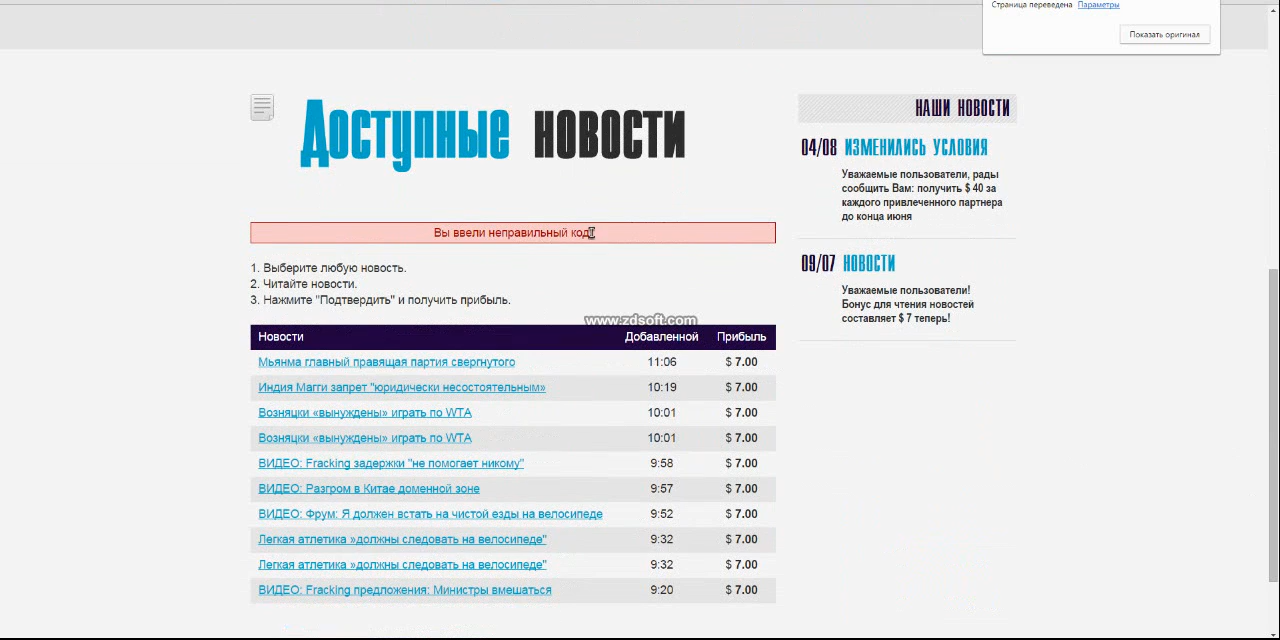 Страница переведена Параметры
Показать оригинал
Доступные новости
Вы ввели неправильный код
1. Выберите любую новость.
2. Читайте новости.
3. Нажмите "Подтвердить" и получить прибыль.
www.zdsoft.com
Новости Добавленной Прибыль
Мьянма главный правящая партия свергнутого 11:06 $ 7.00
Индия Магги запрет "юридически несостоятельным» 10:19 $ 7.00
Возняцки «вынуждены» играть по WTA 10:01 $ 7.00
Возняцки «вынуждены» играть по WTA 10:01 $ 7.00
ВИДЕО: Fracking задержки "не помогает никому" 9:58 $ 7.00
ВИДЕО: Разгром в Китае доменной зоне 9:57 $ 7.00
ВИДЕО: Фрум: Я должен встать на чистой езды на велосипеде 9:52 $ 7.00
Легкая атлетика »должны следовать на велосипеде" 9:32 $ 7.00
Легкая атлетика »должны следовать на велосипеде" 9:32 $ 7.00
ВИДЕО: Fracking предложения: Министры вмешаться 9:20 $ 7.00
НАШИ НОВОСТИ
04/08 ИЗМЕНИЛИСЬ УСЛОВИЯ
Уважаемые пользователи, рады
сообщить Вам: получить $ 40 за
каждого привлеченного партнера
до конца июня
09/07 НОВОСТИ
Уважаемые пользователи!
Бонус для чтения новостей
составляет $ 7 теперь!